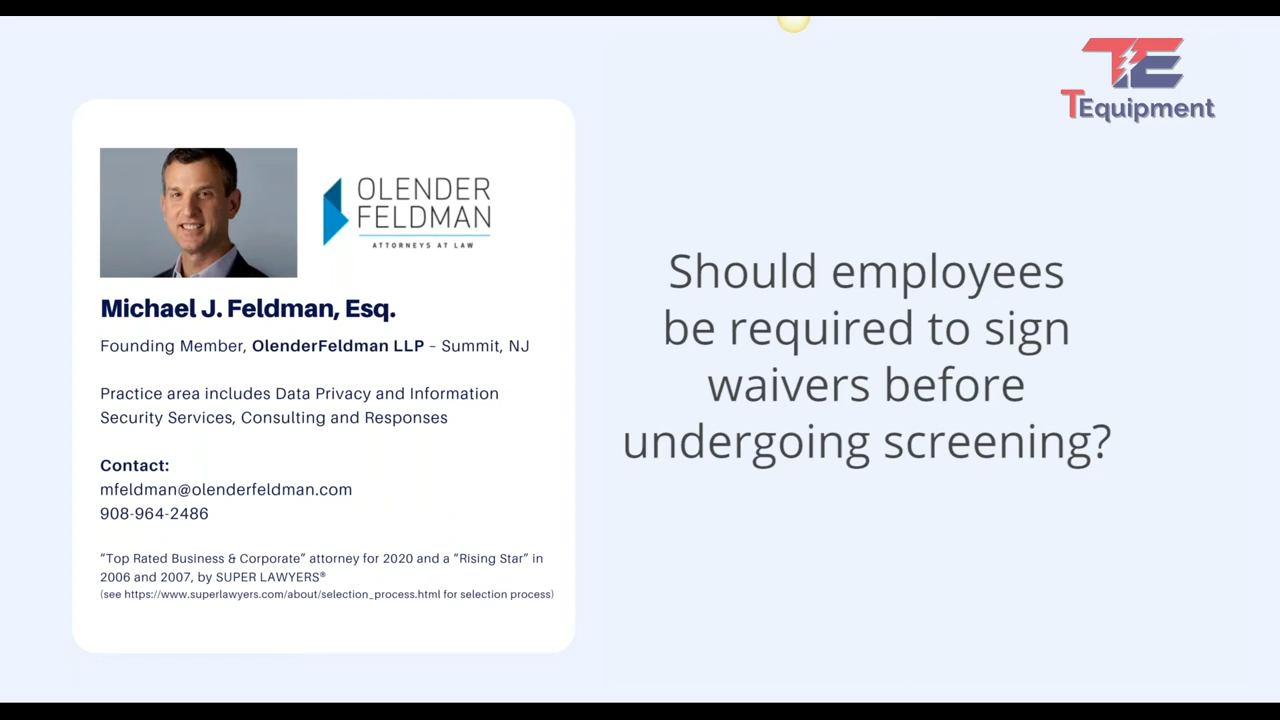 TE
TEquipment
OLENDER
FELDMAN
ATTORNEYS AT LAW
Michael J. Feldman, Esq.
Founding Member, OlenderFeldman LLP – Summit, NJ
Practice area includes Data Privacy and Information
Security Services, Consulting and Responses
Contact:
mfeldman@olenderfeldman.com
908-964-2486
"Top Rated Business & Corporate" attorney for 2020 and a "Rising Star" in
2006 and 2007, by SUPER LAWYERS®
(see https://www.superlawyers.com/about/selection_process.html for selection process)
Should employees
be required to sign
waivers before
undergoing screening?